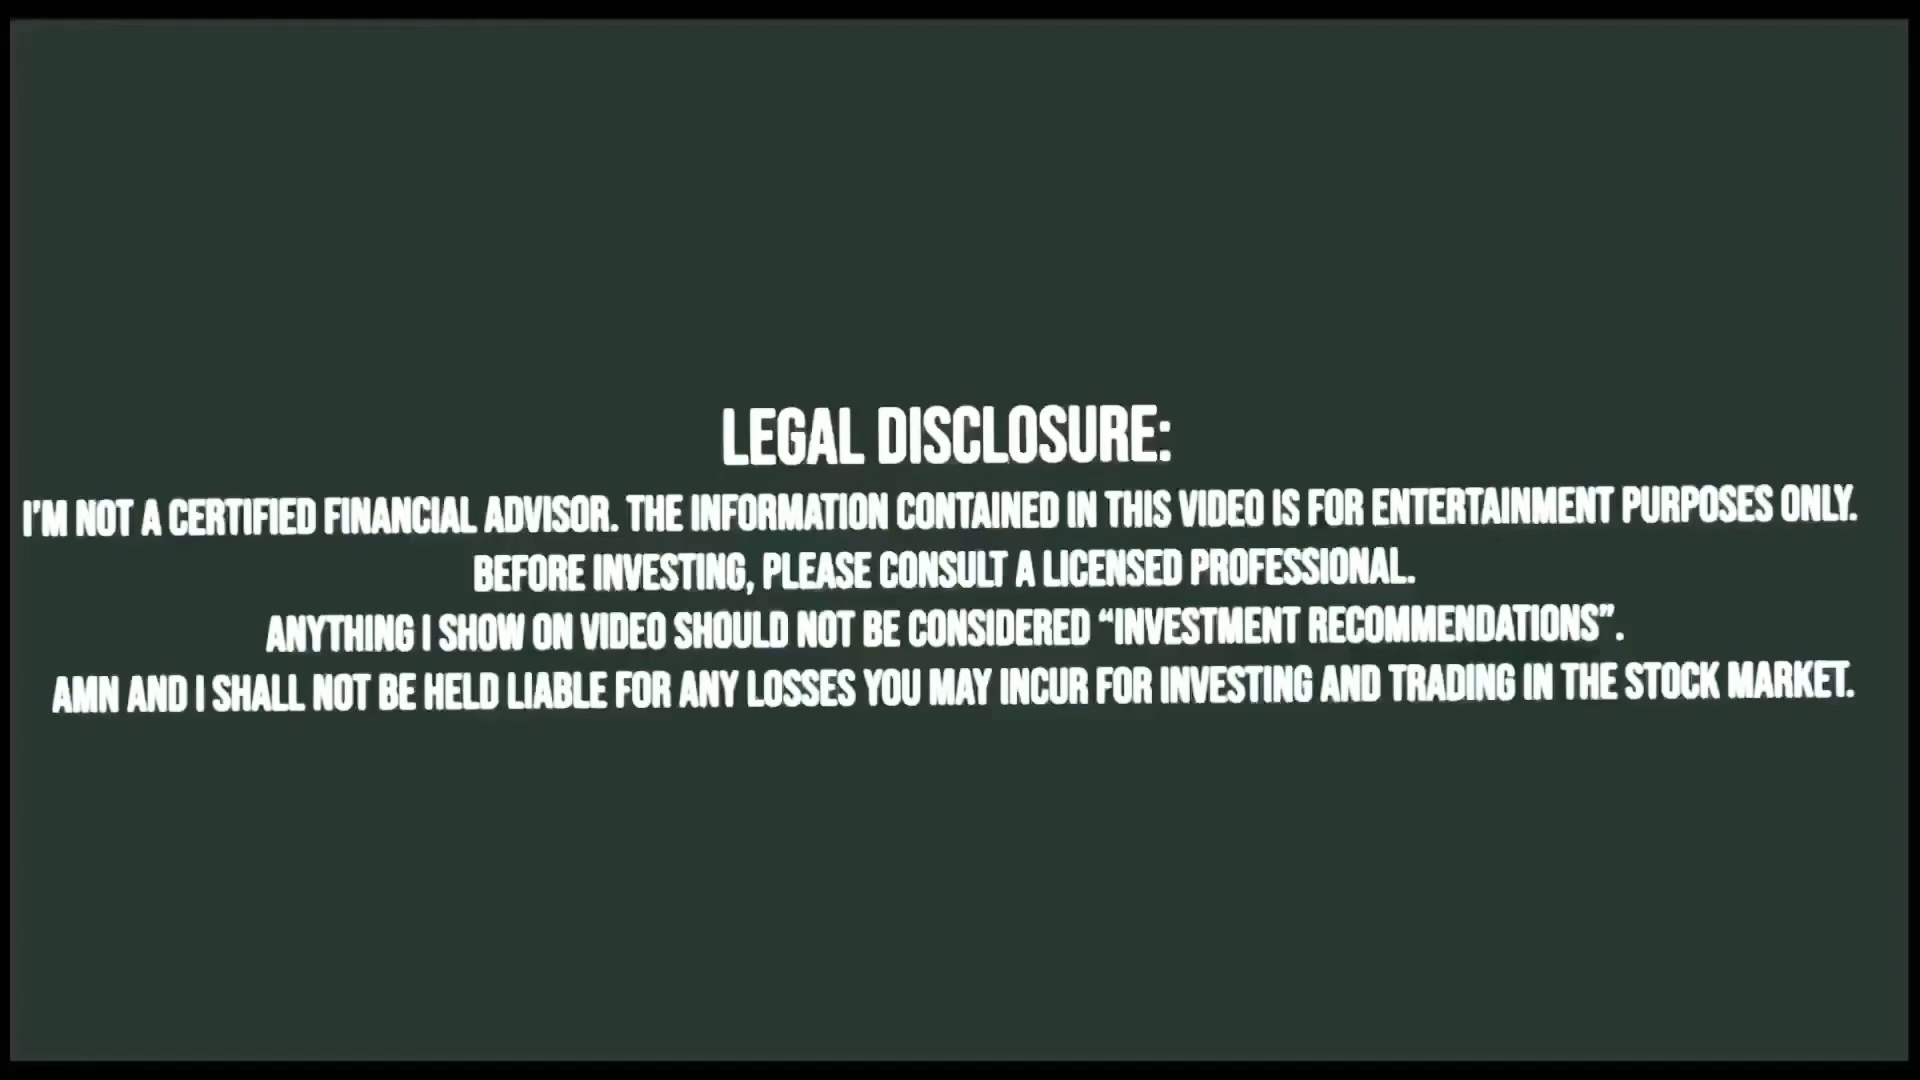 LEGAL DISCLOSURE:
I'M NOT A CERTIFIED FINANCIAL ADVISOR. THE INFORMATION CONTAINED IN THIS VIDEO IS FOR ENTERTAINMENT PURPOSES ONLY.
BEFORE INVESTING, PLEASE CONSULT A LICENSED PROFESSIONAL.
ANYTHING I SHOW ON VIDEO SHOULD NOT BE CONSIDERED “INVESTMENT RECOMMENDATIONS”.
AMN AND I SHALL NOT BE HELD LIABLE FOR ANY LOSSES YOU MAY INCUR FOR INVESTING AND TRADING IN THE STOCK MARKET.